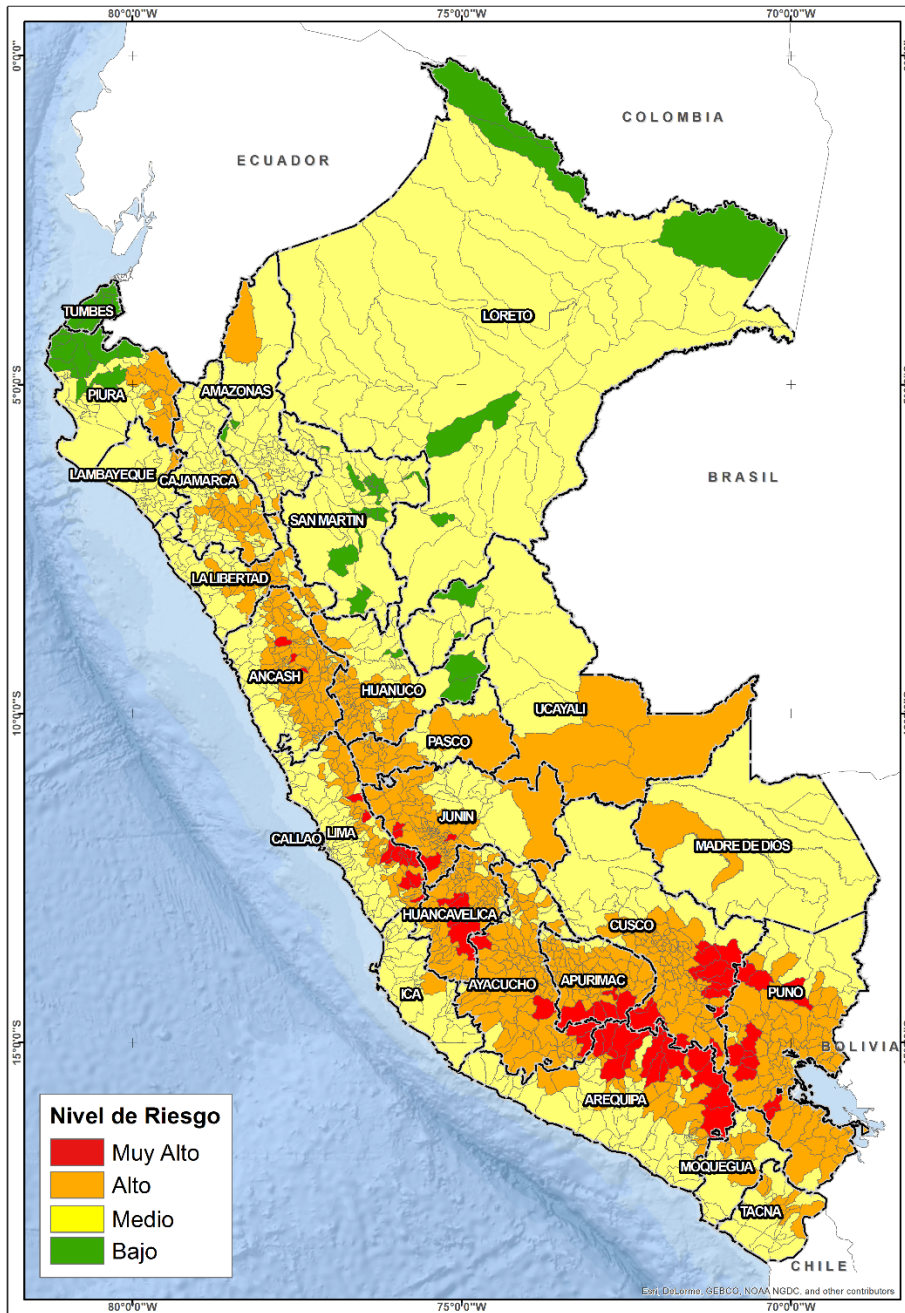 80°0'0"W 75°0'0"W 70°0'0"W
0°0'0"
COLOMBIA
ECUADOR
TUMBES
LORETO
5°0'0"S
PIURA
AMAZONAS
LAMBAYEQUE
CAJAMARCA
BRASIL
SAN MARTIN
LA LIBERTAD
ANCASH
HUANUCO
UCAYALI
10°0'0"S
PASCO
JUNIN
CALLAO
LIMA
MADRE DE DIOS
HUANCAVELICA
CUSCO
ICA
AYACUCHO
APURIMAC
PUNO
15°0'0"S
BOLIVIA
AREQUIPA
MOQUEGUA
TACNA
CHILE
Nivel de Riesgo
Muy Alto
Alto
Medio
Bajo
Esri, DeLorme, GEBCO, NOAA NGDC, and other contributors
80°0'0"W 75°0'0"W 70°0'0"W